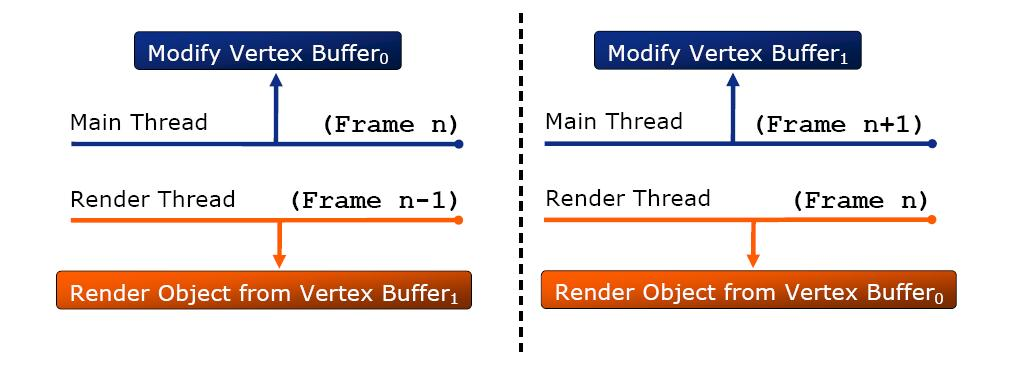 Modify Vertex Buffer₀
Main Thread (Frame n)
Render Thread (Frame n-1)
Render Object from Vertex Buffer₁
Modify Vertex Buffer₁
Main Thread (Frame n+1)
Render Thread (Frame n)
Render Object from Vertex Buffer₀